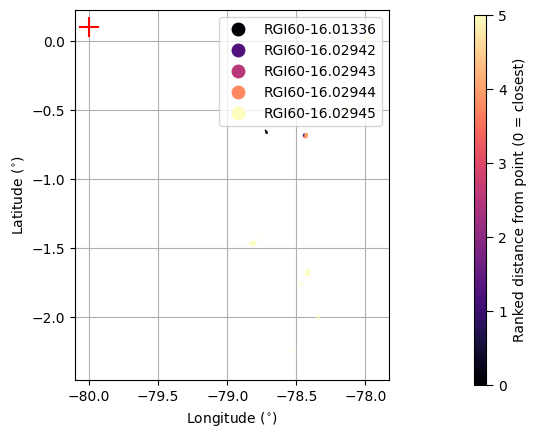 RGI60-16.01336
RGI60-16.02942
RGI60-16.02943
RGI60-16.02944
RGI60-16.02945
0.0
−0.5
−1.0
−1.5
−2.0
Latitude (°)
−80.0 −79.5 −79.0 −78.5 −78.0
Longitude (°)
5
4
3
2
1
0
Ranked distance from point (0 = closest)